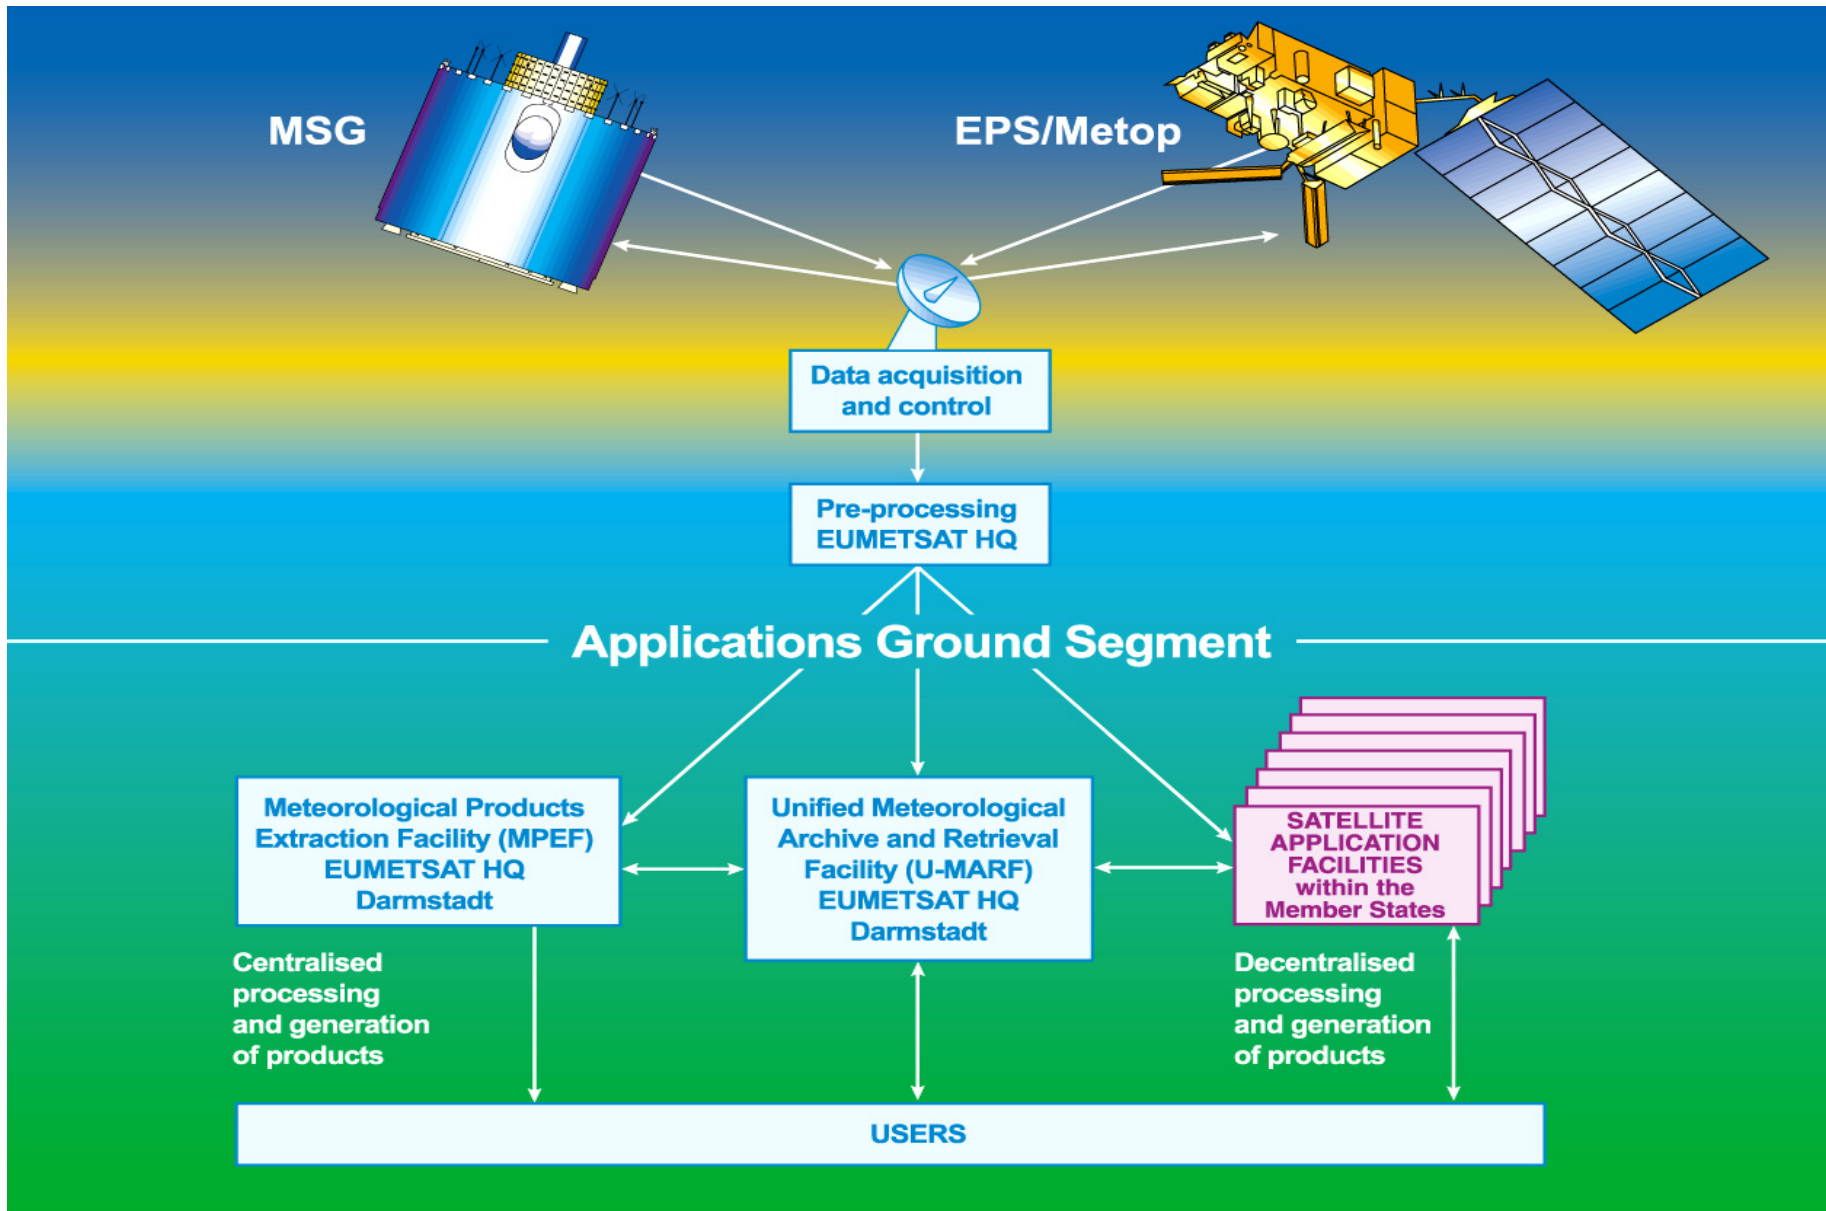 MSG
EPS/Metop
Data acquisition
and control
Pre-processing
EUMETSAT HQ
Applications Ground Segment
Meteorological Products
Extraction Facility (MPEF)
EUMETSAT HQ
Darmstadt
Unified Meteorological
Archive and Retrieval
Facility (U-MARF)
EUMETSAT HQ
Darmstadt
SATELLITE
APPLICATION
FACILITIES
within the
Member States
Centralised
processing
and generation
of products
Decentralised
processing
and generation
of products
USERS